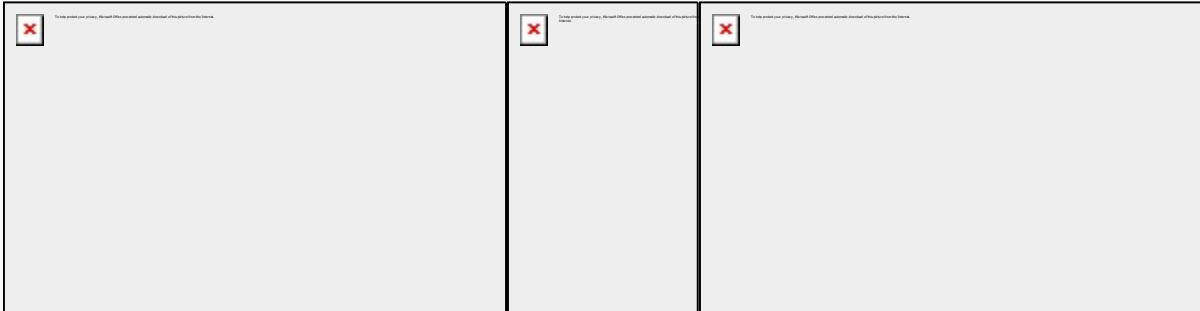 To help protect your privacy, Microsoft Office prevented automatic download of this picture from the Internet.
To help protect your privacy, Microsoft Office prevented automatic download of this picture from the
Internet.
To help protect your privacy, Microsoft Office prevented automatic download of this picture from the Internet.